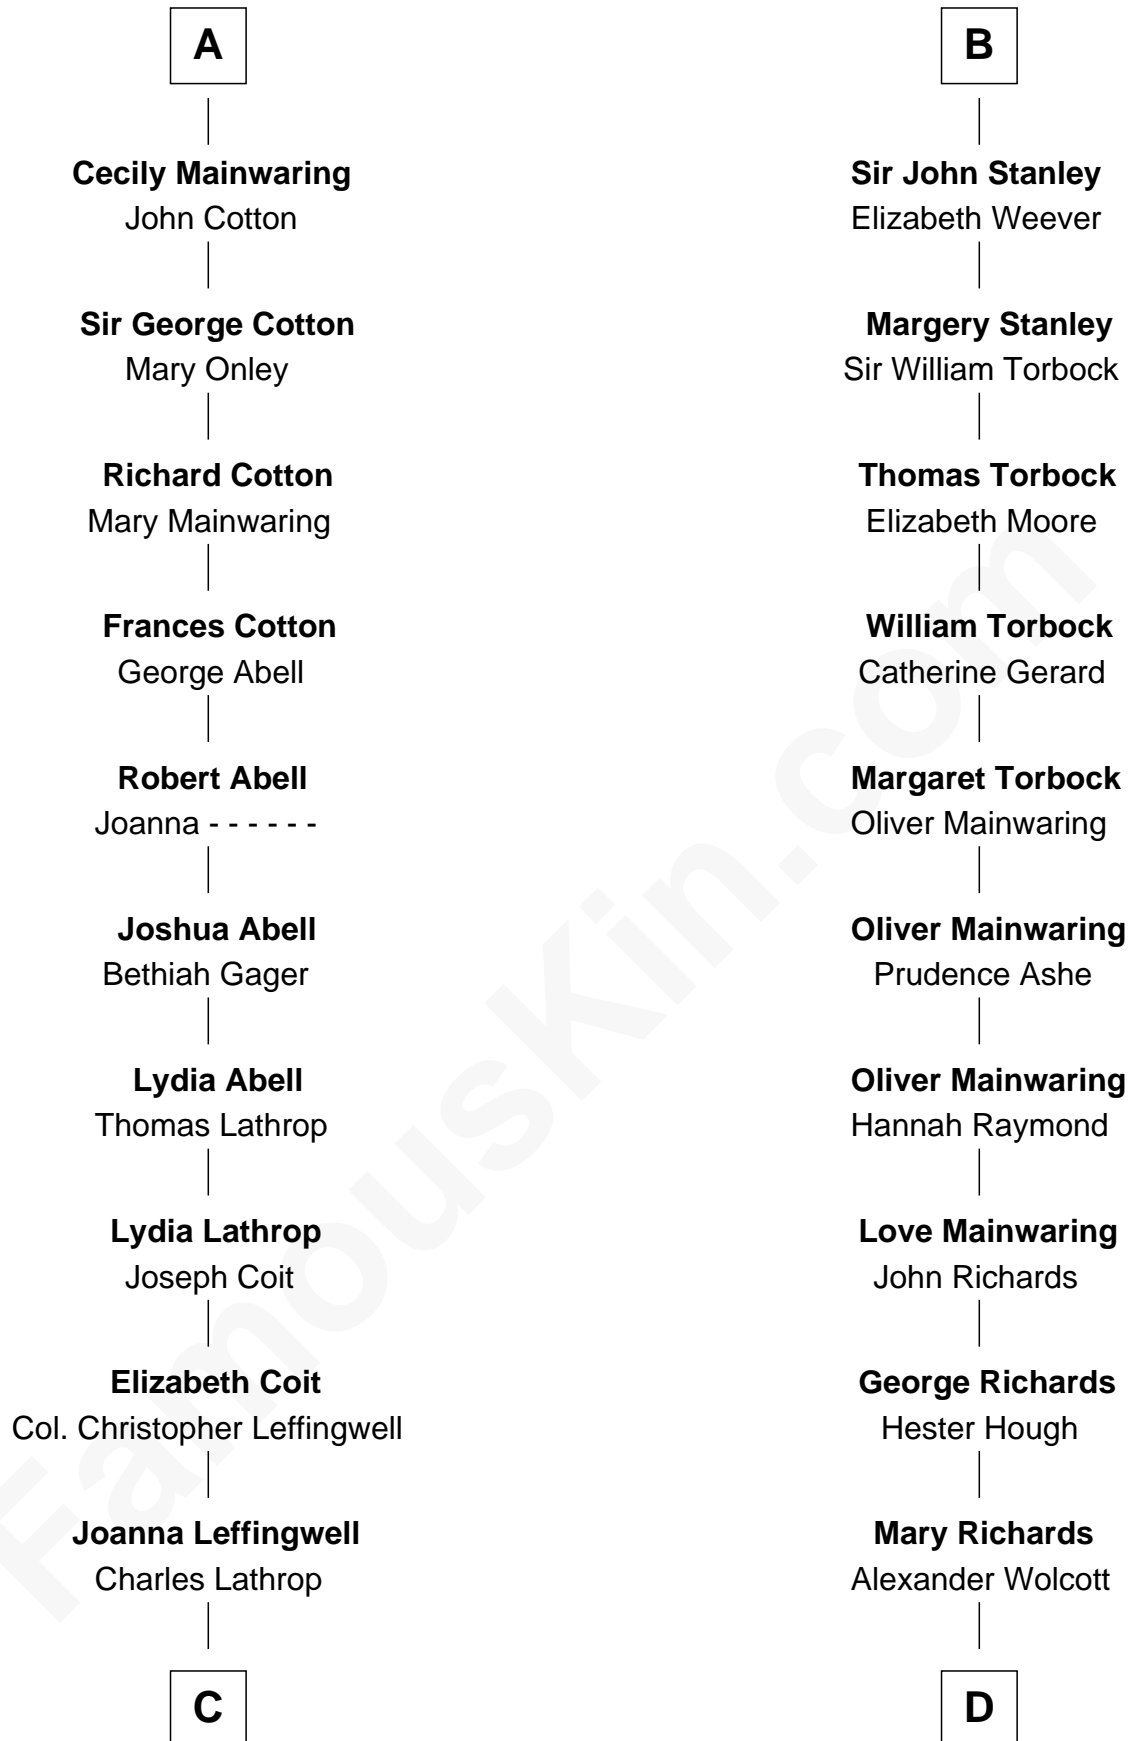 A
Cecily Mainwaring
John Cotton
Sir George Cotton
Mary Onley
Richard Cotton
Mary Mainwaring
Frances Cotton
George Abell
Robert Abell
Joanna - - - - - -
Joshua Abell
Bethiah Gager
Lydia Abell
Thomas Lathrop
Lydia Lathrop
Joseph Coit
Elizabeth Coit
Col. Christopher Leffingwell
Joanna Leffingwell
Charles Lathrop
C
B
Sir John Stanley
Elizabeth Weever
Margery Stanley
Sir William Torbock
Thomas Torbock
Elizabeth Moore
William Torbock
Catherine Gerard
Margaret Torbock
Oliver Mainwaring
Oliver Mainwaring
Prudence Ashe
Oliver Mainwaring
Hannah Raymond
Love Mainwaring
John Richards
George Richards
Hester Hough
Mary Richards
Alexander Wolcott
D
FamousKin.com